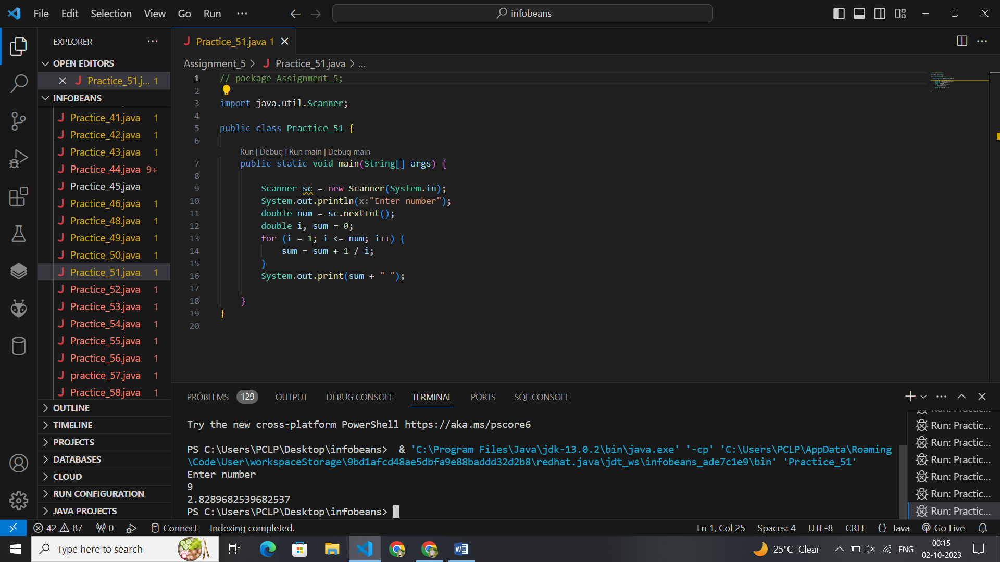 File Edit Selection View Go Run ···
infobeans
EXPLORER
OPEN EDITORS
Practice_51.j... 1
INFOBEANS
Practice_41.java 1
Practice_42.java 1
Practice_43.java 1
Practice_44.java 9+
Practice_45.java
Practice_46.java 1
Practice_48.java 1
Practice_49.java 1
Practice_50.java 1
Practice_51.java 1
Practice_52.java 1
Practice_53.java 1
Practice_54.java 1
Practice_55.java 1
Practice_56.java 1
practice_57.java 1
Practice_58.java 1
OUTLINE
TIMELINE
PROJECTS
DATABASES
CLOUD
RUN CONFIGURATION
JAVA PROJECTS
J Practice_51.java 1
Assignment_5 > J Practice_51.java > ...
1 // package Assignment_5;
2
3 import java.util.Scanner;
4
5 public class Practice_51 {
6
Run | Debug | Run main | Debug main
7 public static void main(String[] args) {
8
9 Scanner sc = new Scanner(System.in);
10 System.out.println(x:"Enter number");
11 double num = sc.nextInt();
12 double i, sum = 0;
13 for (i = 1; i <= num; i++) {
14 sum = sum + 1 / i;
15 }
16 System.out.print(sum + " ");
17
18 }
19 }
20
PROBLEMS 129 OUTPUT DEBUG CONSOLE TERMINAL PORTS SQL CONSOLE
Try the new cross-platform PowerShell https://aka.ms/pscore6
PS C:\Users\PCLP\Desktop\infobeans> & 'C:\Program Files\Java\jdk-13.0.2\bin\java.exe' '-cp' 'C:\Users\PCLP\AppData\Roaming
\Code\User\workspaceStorage\9bd1afcd48ae5dbfa9e88baddd32d2b8\redhat.java\jdt_ws\infobeans_ade7c1e9\bin' 'Practice_51'
Enter number
9
2.8289682539682537
PS C:\Users\PCLP\Desktop\infobeans>
Run: Practic...
Run: Practic...
Run: Practic...
Run: Practic...
Run: Practic...
Run: Practic...
42 87 0 Connect Indexing completed. Ln 1, Col 25 Spaces: 4 UTF-8 CRLF {} Java Go Live
Type here to search 25°C Clear ENG
00:15
02-10-2023